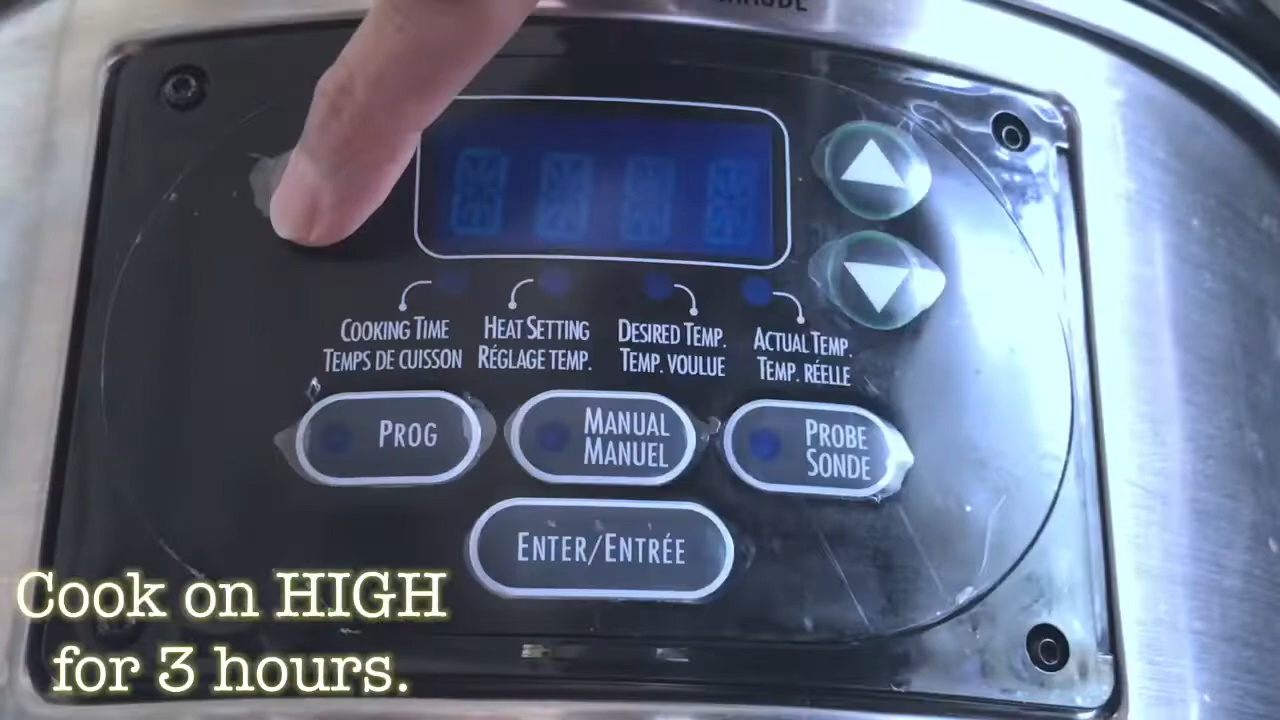 COOKING TIME
TEMPS DE CUISSON
HEAT SETTING
RÉGLAGE TEMP.
DESIRED TEMP.
TEMP. VOULUE
ACTUAL TEMP.
TEMP. RÉELLE
PROG
MANUAL
MANUEL
PROBE
SONDE
ENTER/ENTRÉE
Cook on HIGH
for 3 hours.